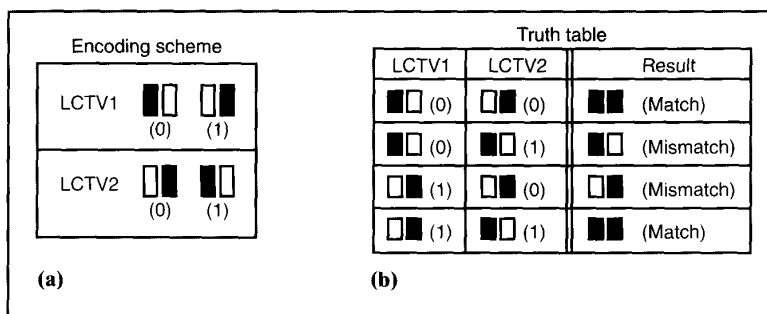 Encoding scheme
LCTV1
(0) (1)
LCTV2
(0) (1)
(a)
Truth table
LCTV1 LCTV2 Result
(0) (0) (Match)
(0) (1) (Mismatch)
(1) (0) (Mismatch)
(1) (1) (Match)
(b)